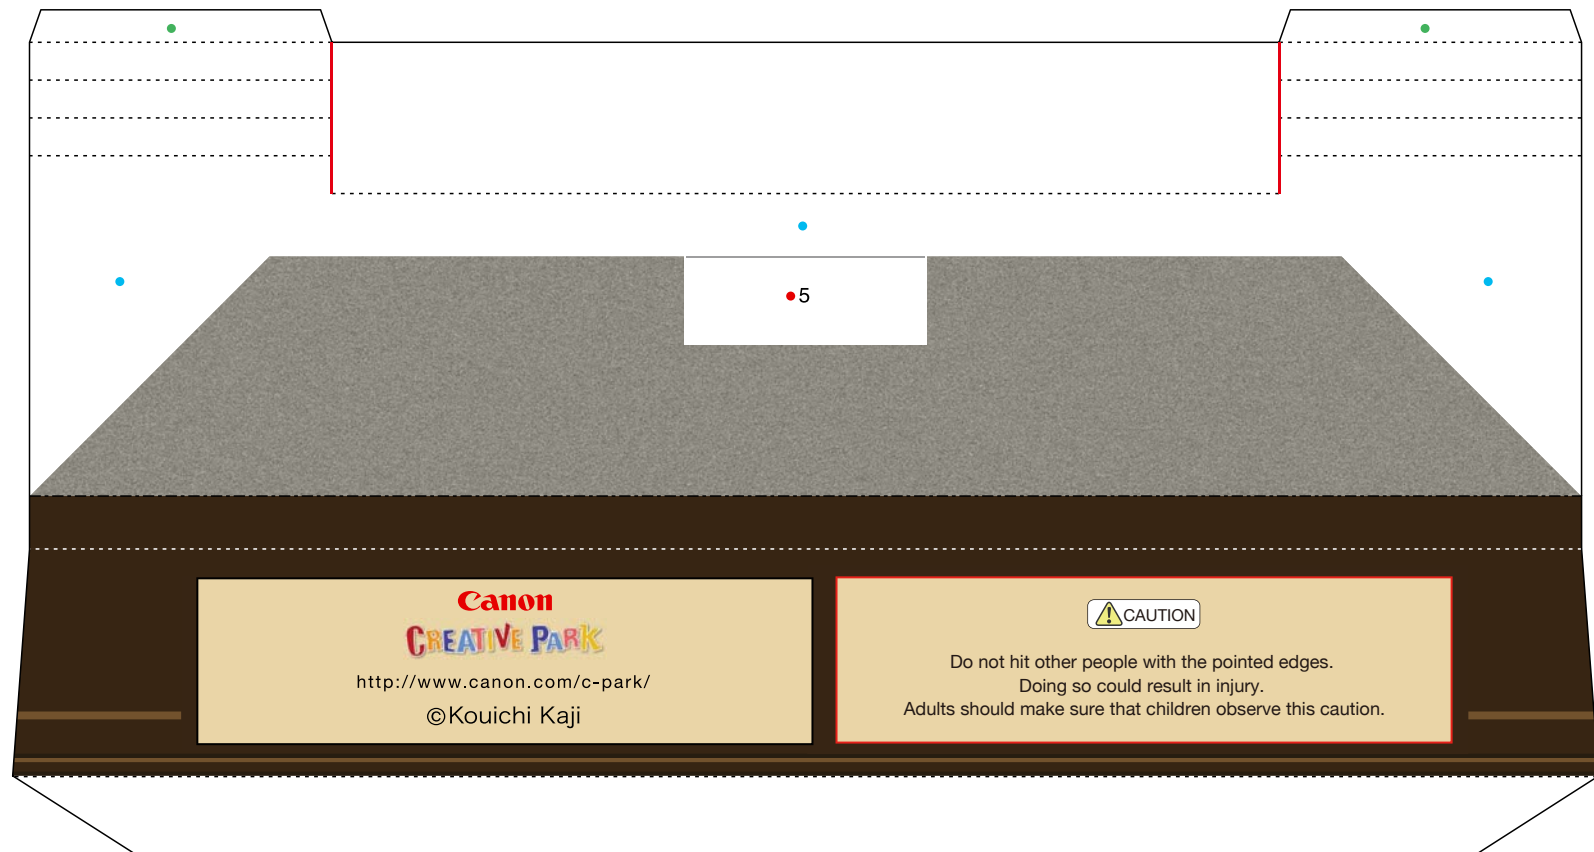 5
Canon
CREATIVE PARK
http://www.canon.com/c-park/
©Kouichi Kaji
CAUTION
Do not hit other people with the pointed edges.
Doing so could result in injury.
Adults should make sure that children observe this caution.